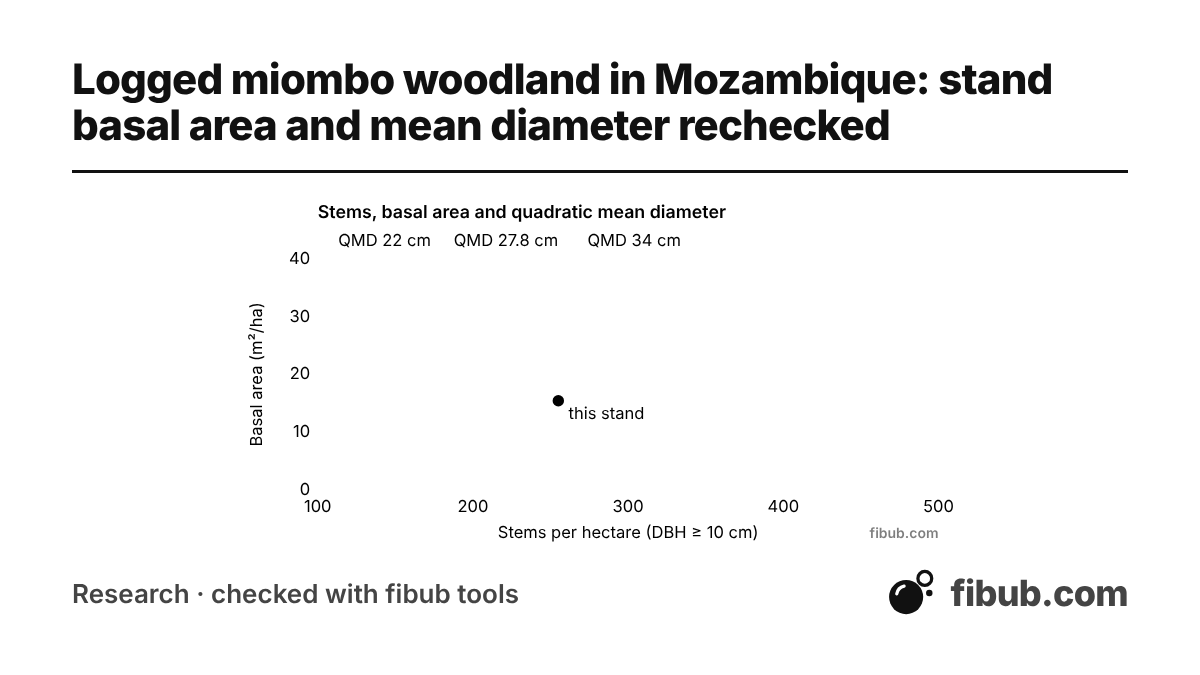 Logged miombo woodland in Mozambique: stand
basal area and mean diameter rechecked
Stems, basal area and quadratic mean diameter
QMD 22 cm QMD 27.8 cm QMD 34 cm
40
30
20
10
0
Basal area (m²/ha)
this stand
100 200 300 400 500
Stems per hectare (DBH ≥ 10 cm)
fibub.com
Research · checked with fibub tools
fibub.com